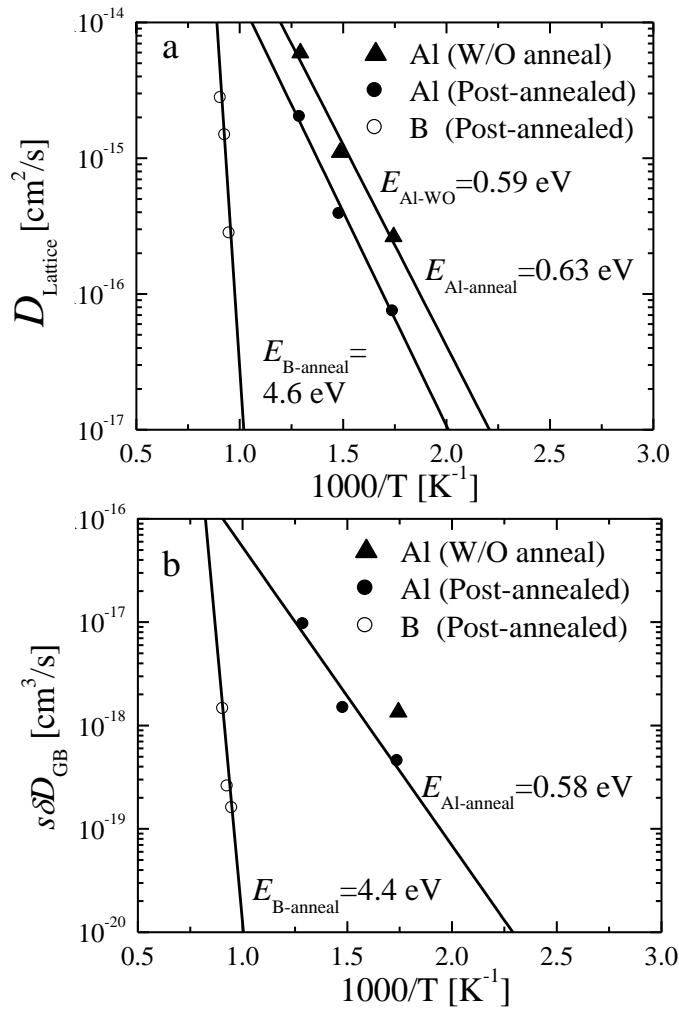 a
Al (W/O anneal)
Al (Post-annealed)
B (Post-annealed)
E_Al-WO=0.59 eV
E_Al-anneal=0.63 eV
E_B-anneal=
4.6 eV
D_Lattice [cm²/s]
10⁻¹⁴
10⁻¹⁵
10⁻¹⁶
10⁻¹⁷
0.5 1.0 1.5 2.0 2.5 3.0
1000/T [K⁻¹]
b
Al (W/O anneal)
Al (Post-annealed)
B (Post-annealed)
E_Al-anneal=0.58 eV
E_B-anneal=4.4 eV
sδD_GB [cm³/s]
10⁻¹⁶
10⁻¹⁷
10⁻¹⁸
10⁻¹⁹
10⁻²⁰
0.5 1.0 1.5 2.0 2.5 3.0
1000/T [K⁻¹]